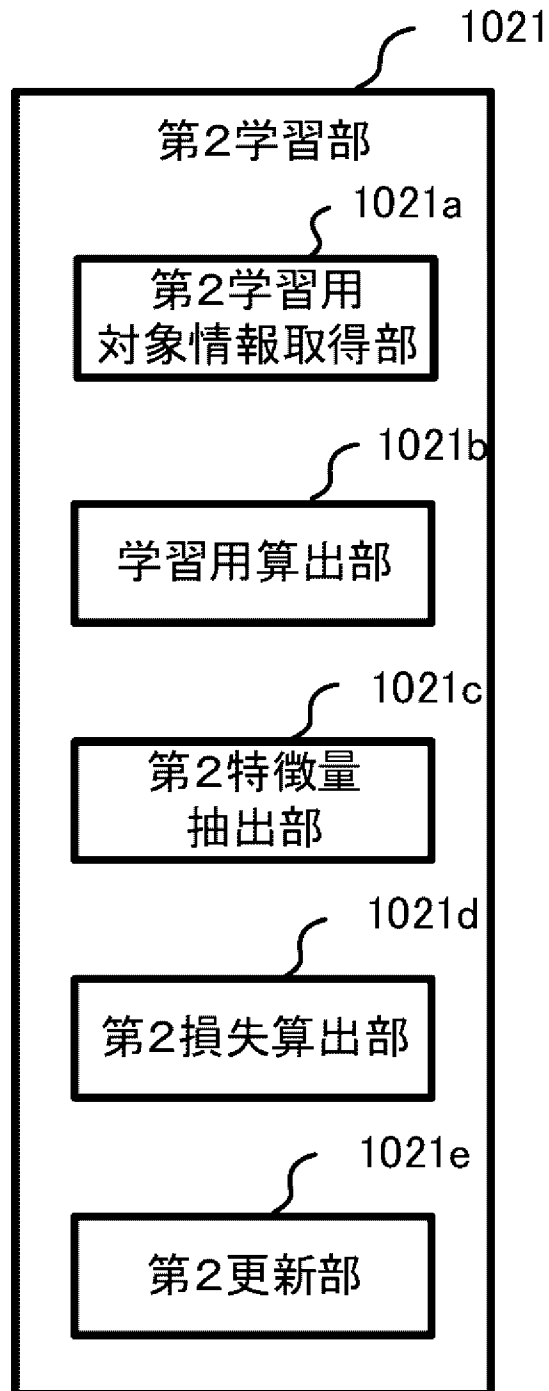 1021
第2学習部
1021a
第2学習用
対象情報取得部
1021b
学習用算出部
1021c
第2特徴量
抽出部
1021d
第2損失算出部
1021e
第2更新部